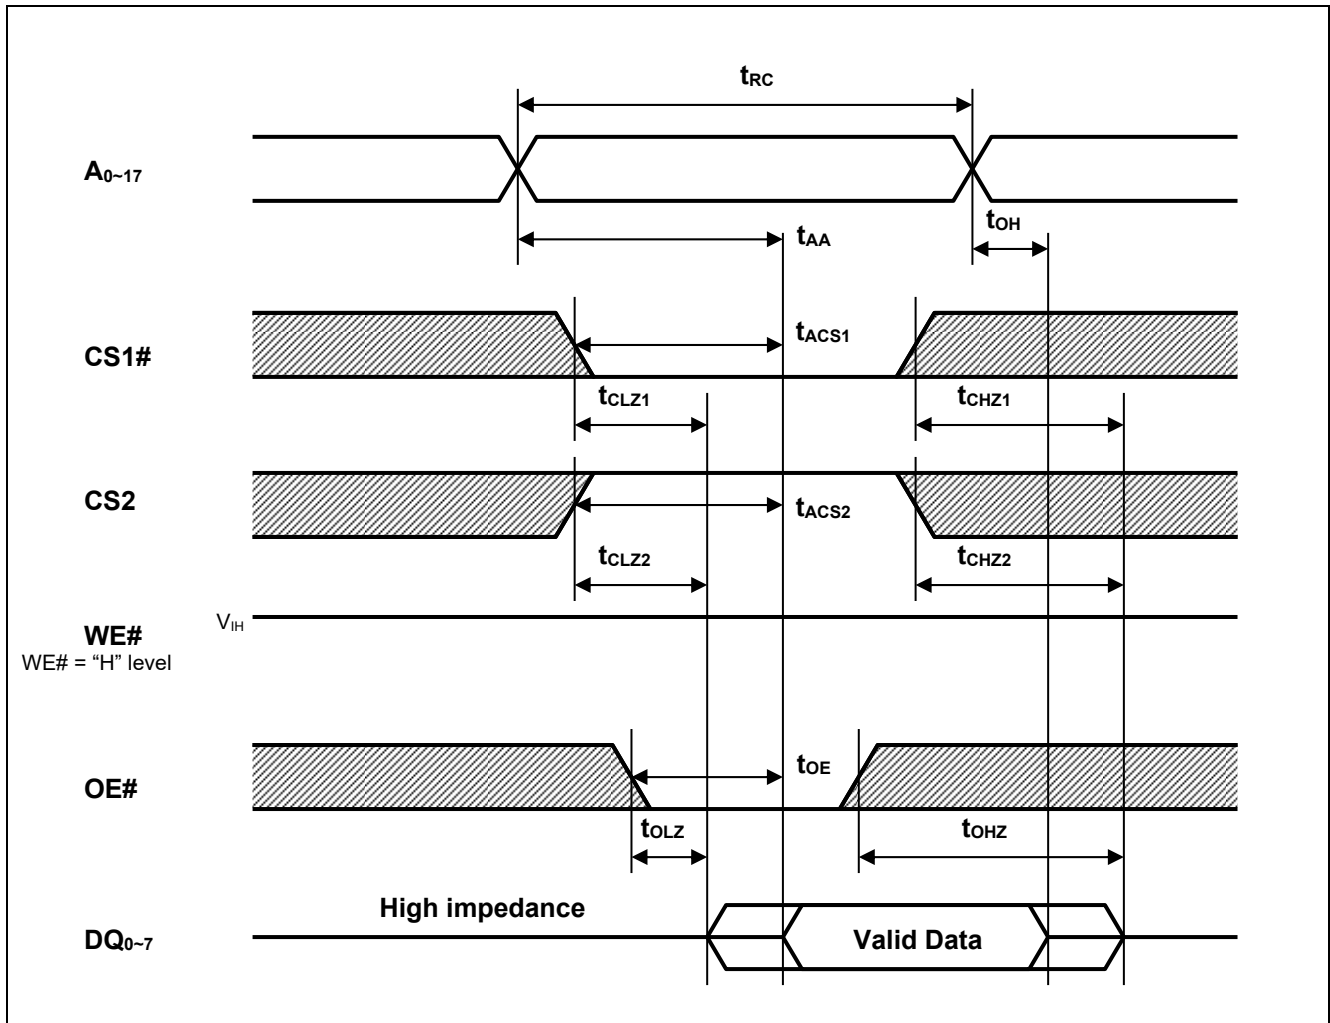 tRC
A0~17
tOH
tAA
tACS1
CS1#
tCLZ1 tCHZ1
CS2
tACS2
tCLZ2 tCHZ2
VIH
WE#
WE# = “H” level
tOE
OE#
tOLZ tOHZ
High impedance
DQ0~7 Valid Data